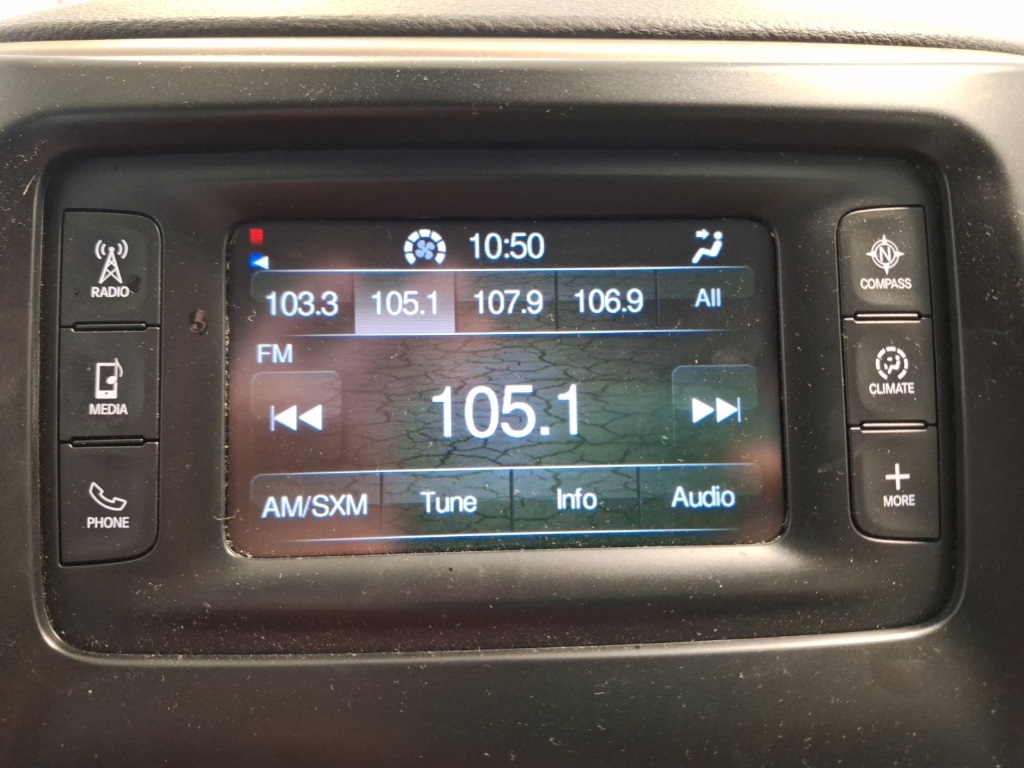 10:50
103.3 105.1 107.9 106.9 All
FM
105.1
AM/SXM Tune Info Audio
RADIO
MEDIA
PHONE
N
COMPASS
CLIMATE
MORE